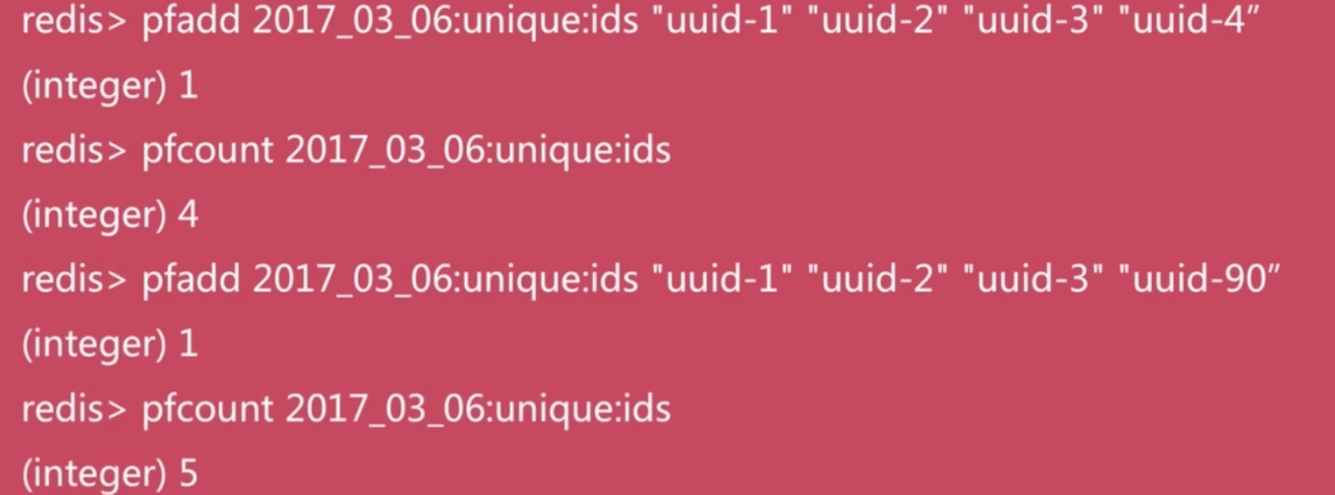 redis> pfadd 2017_03_06:unique:ids "uuid-1" "uuid-2" "uuid-3" "uuid-4”
(integer) 1
redis> pfcount 2017_03_06:unique:ids
(integer) 4
redis> pfadd 2017_03_06:unique:ids "uuid-1" "uuid-2" "uuid-3" "uuid-90”
(integer) 1
redis> pfcount 2017_03_06:unique:ids
(integer) 5